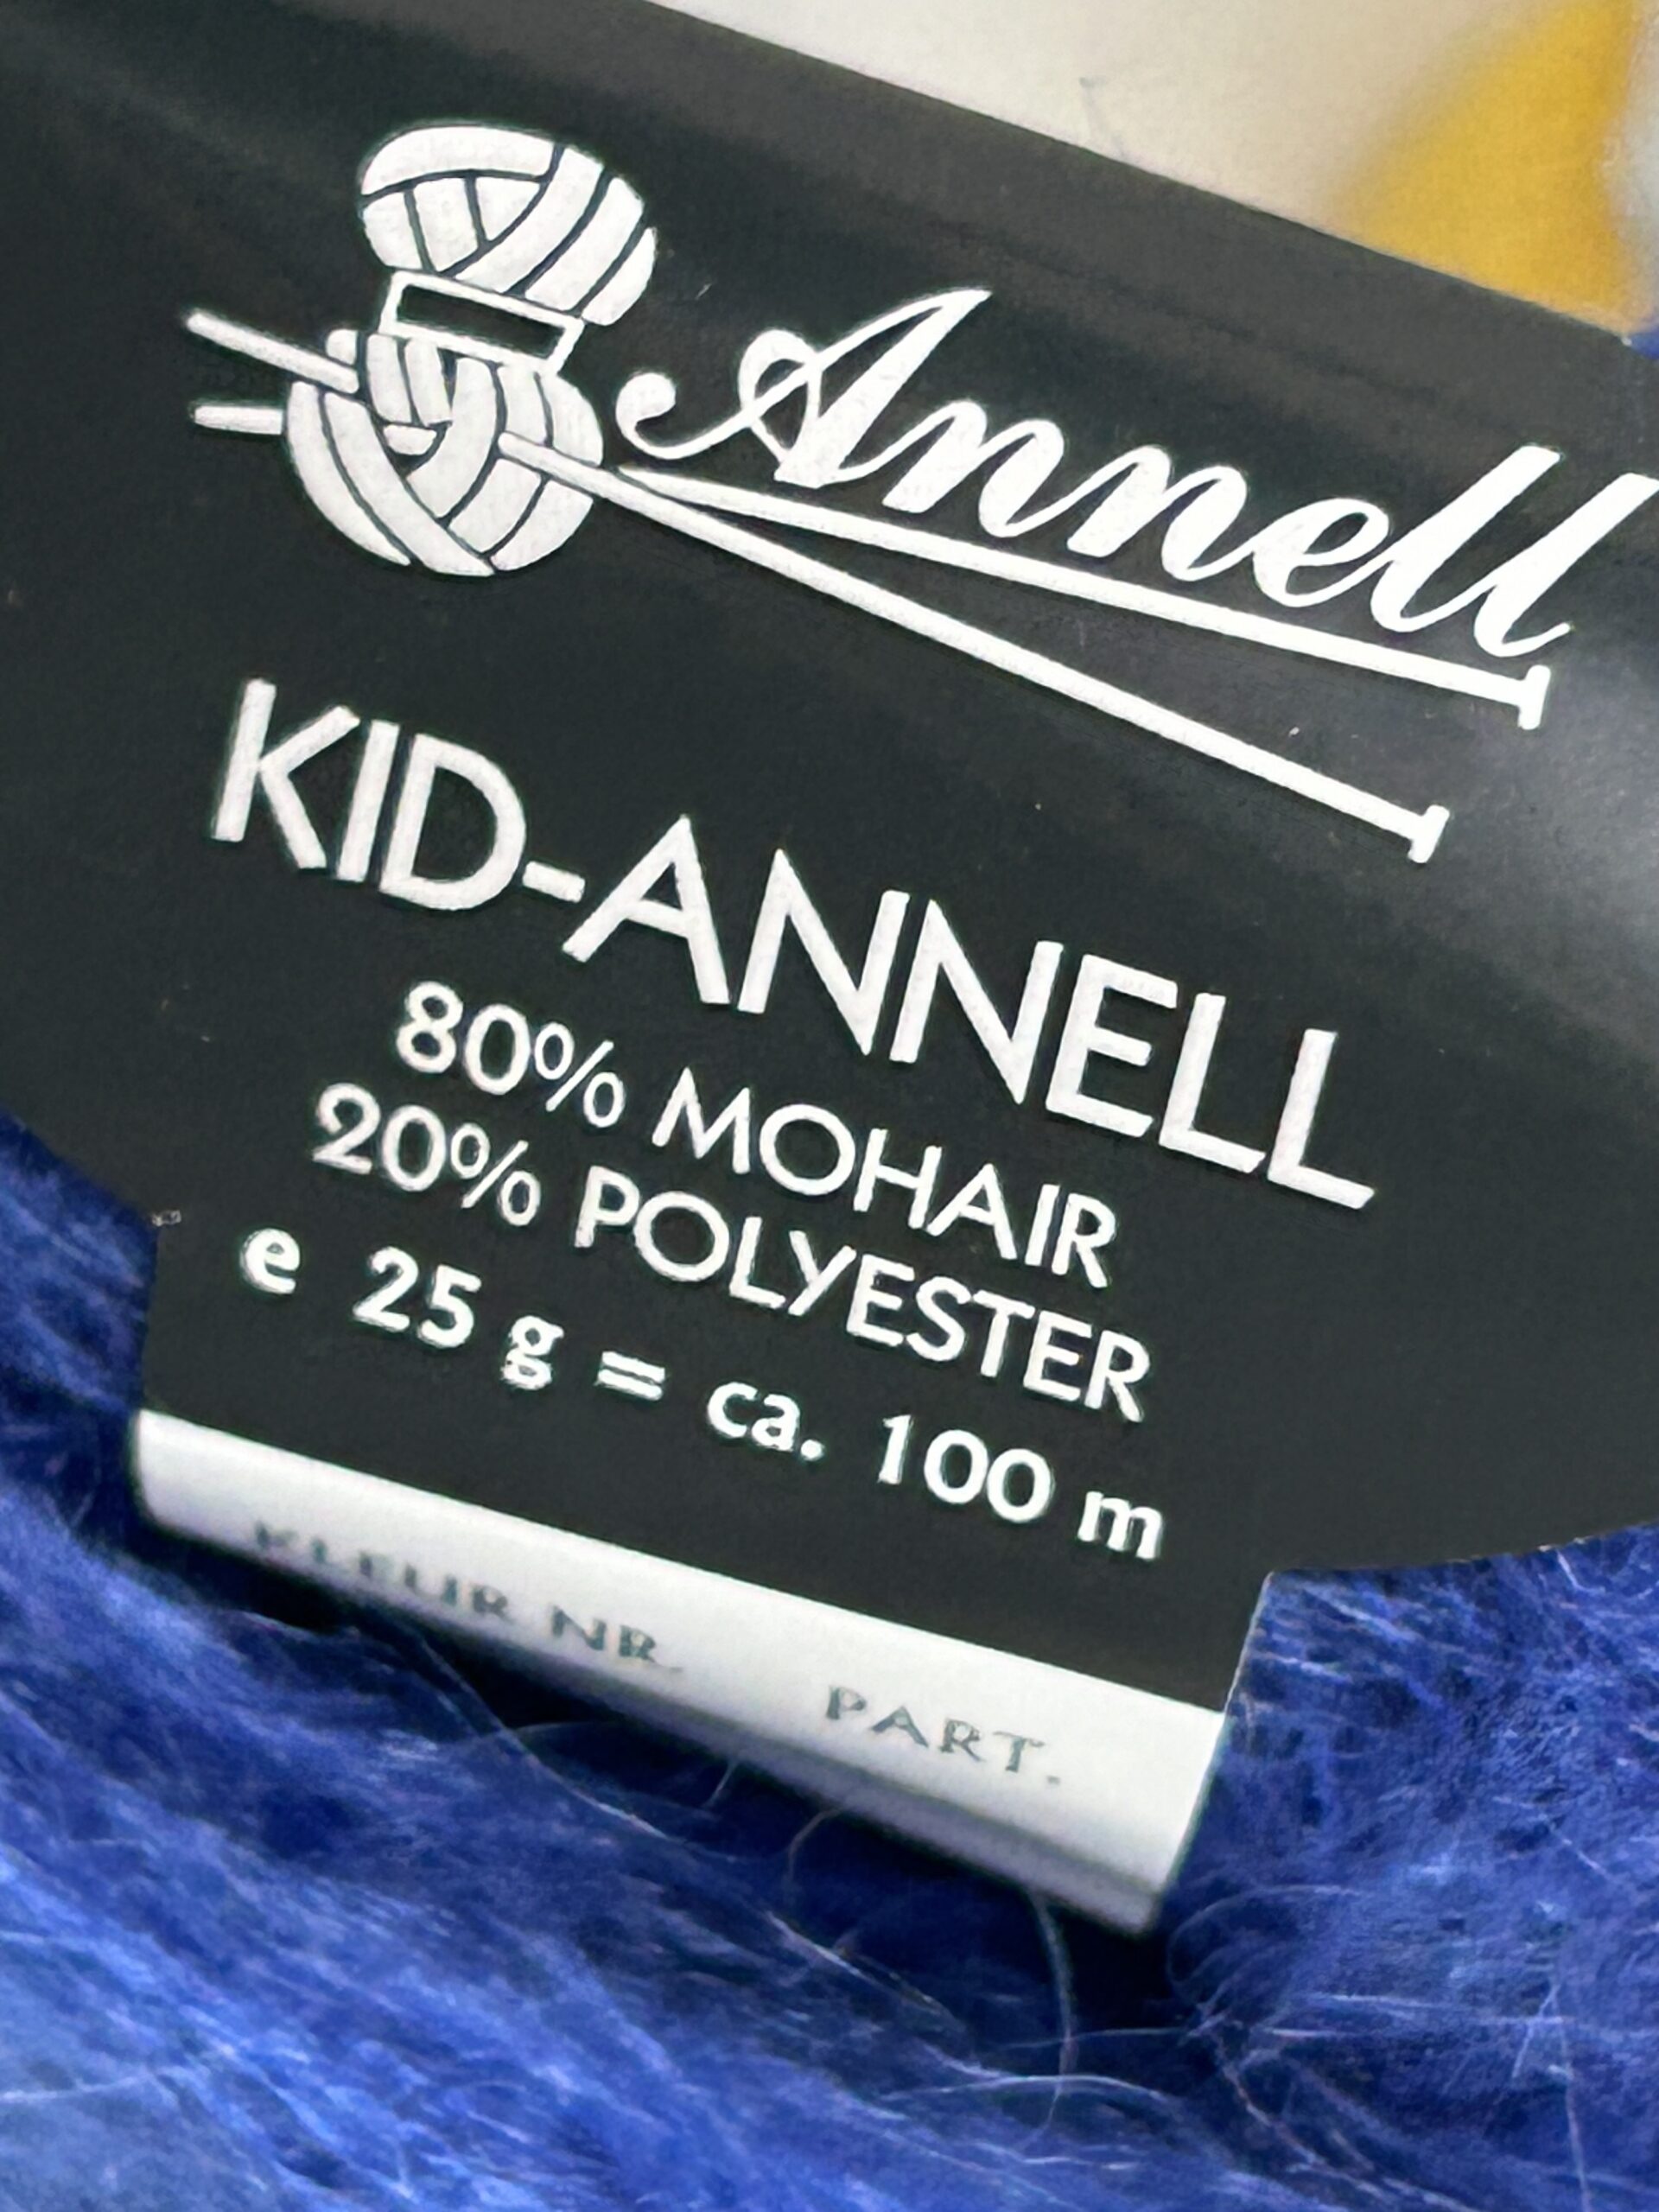 Annell
KID-ANNELL
80% MOHAIR
20% POLYESTER
e 25 g = ca. 100 m
KLEUR NR. PART.